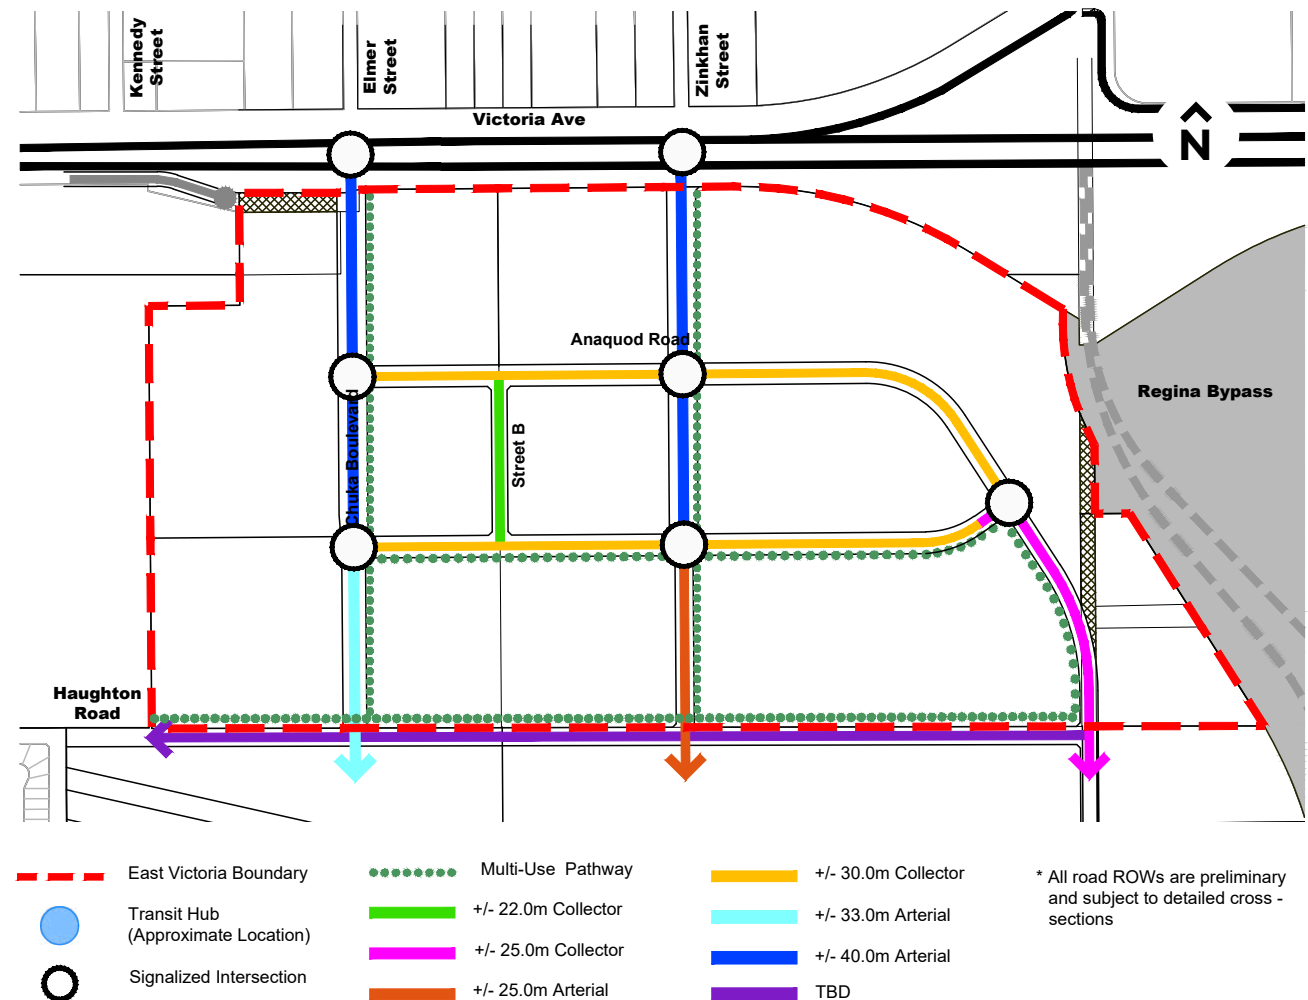 Kennedy
Street
Elmer
Street
Zinkhan
Street
Victoria Ave
N
Anaquod Road
Regina Bypass
Chuka Boulevard
Street B
Haughton
Road
East Victoria Boundary
Transit Hub
(Approximate Location)
Signalized Intersection
Multi-Use Pathway
+/- 22.0m Collector
+/- 25.0m Collector
+/- 25.0m Arterial
+/- 30.0m Collector
+/- 33.0m Arterial
+/- 40.0m Arterial
TBD
* All road ROWs are preliminary
and subject to detailed cross -
sections